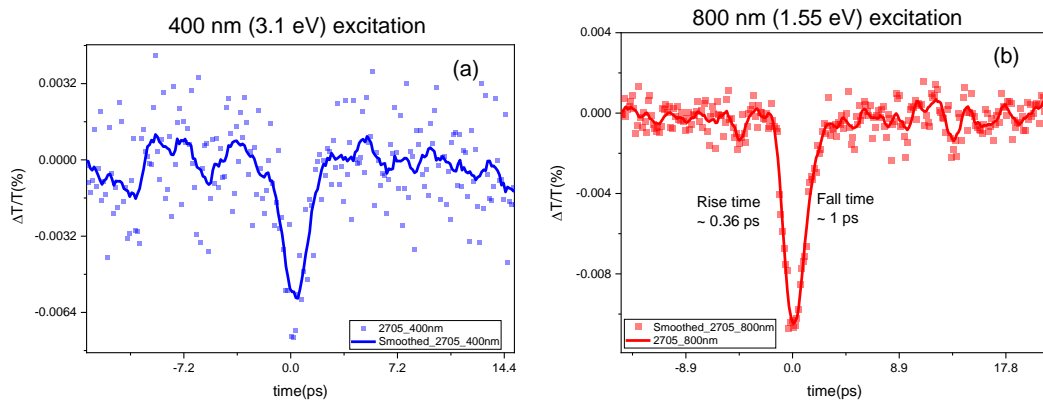 400 nm (3.1 eV) excitation
(a)
0.0032
0.0000
-0.0032
-0.0064
ΔT/T(%)
-7.2
0.0
7.2
14.4
time(ps)
2705_400nm
Smoothed_2705_400nm
800 nm (1.55 eV) excitation
(b)
0.004
0.000
-0.004
-0.008
ΔT/T(%)
Rise time
~ 0.36 ps
Fall time
~ 1 ps
-8.9
0.0
8.9
17.8
time(ps)
Smoothed_2705_800nm
2705_800nm